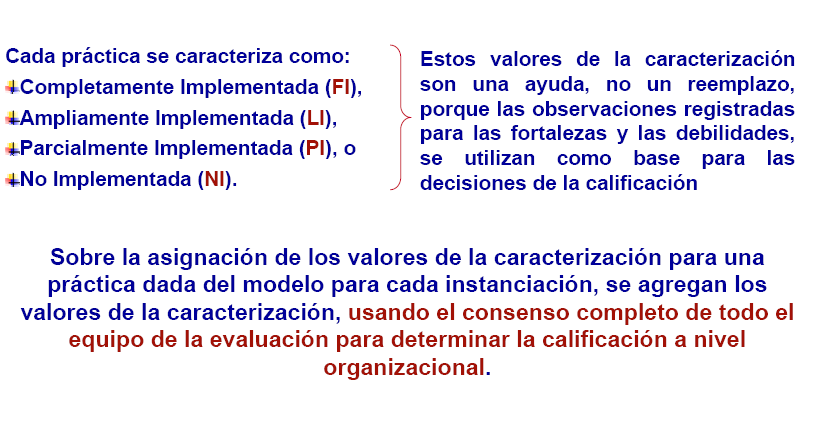 Cada práctica se caracteriza como:
Completamente Implementada (FI),
Ampliamente Implementada (LI),
Parcialmente Implementada (PI), o
No Implementada (NI).
Estos valores de la caracterización
son una ayuda, no un reemplazo,
porque las observaciones registradas
para las fortalezas y las debilidades,
se utilizan como base para las
decisiones de la calificación
Sobre la asignación de los valores de la caracterización para una
práctica dada del modelo para cada instanciación, se agregan los
valores de la caracterización, usando el consenso completo de todo el
equipo de la evaluación para determinar la calificación a nivel
organizacional.